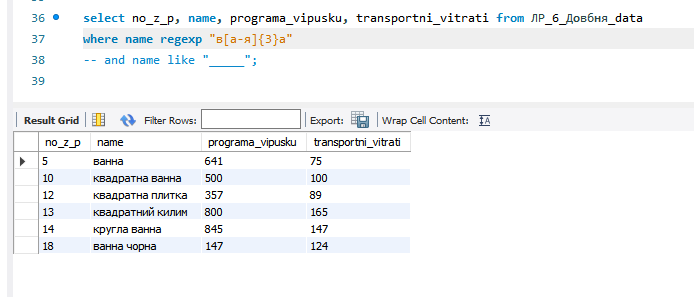 36 select no_z_p, name, programa_vipusku, transportni_vitrati from ЛР_6_Довбня_data
37 where name regexp "в[а-я]{3}а"
38 -- and name like "_____";
39
Result Grid Filter Rows: Export: Wrap Cell Content:
no_z_p name programa_vipusku transportni_vitrati
5 ванна 641 75
10 квадратна ванна 500 100
12 квадратна плитка 357 89
13 квадратний килим 800 165
14 кругла ванна 845 147
18 ванна чорна 147 124